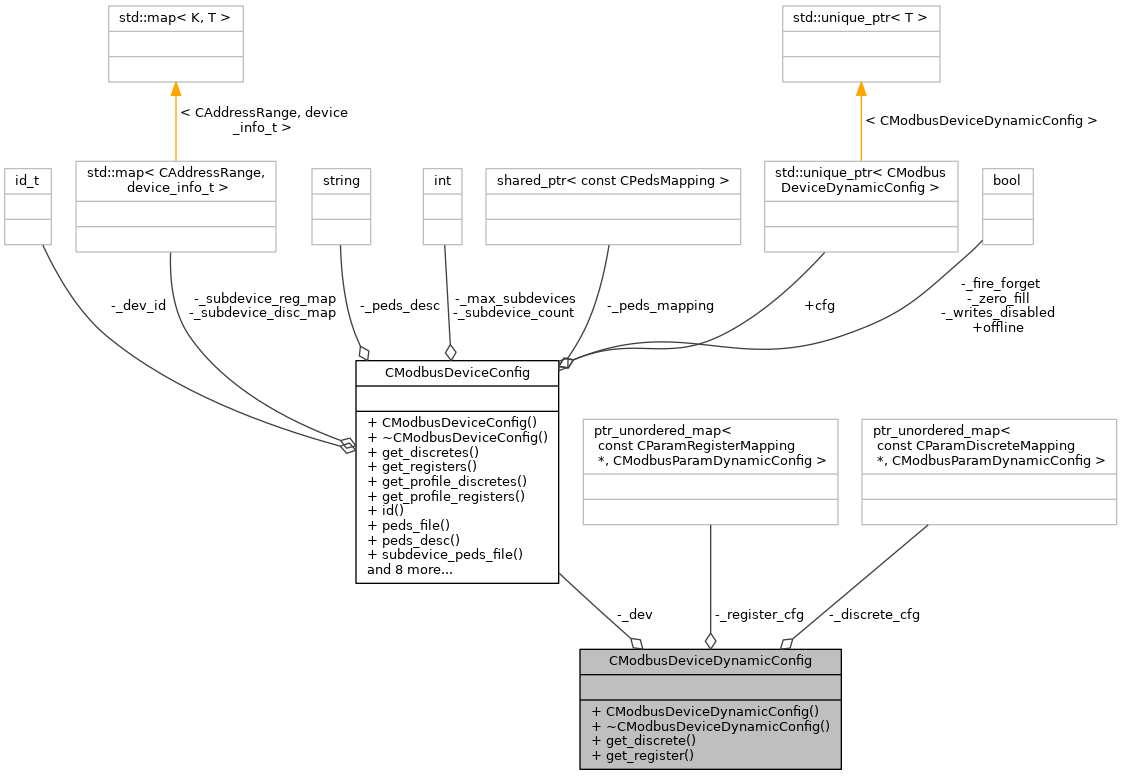 std::map< K, T >
std::unique_ptr< T >
< CAddressRange, device
_info_t >
< CModbusDeviceDynamicConfig >
id_t
std::map< CAddressRange,
device_info_t >
string
int
shared_ptr< const CPedsMapping >
std::unique_ptr< CModbus
DeviceDynamicConfig >
bool
-_dev_id
-_subdevice_reg_map
-_subdevice_disc_map
-_peds_desc
-_max_subdevices
-_subdevice_count
-_peds_mapping
+cfg
-_fire_forget
-_zero_fill
-_writes_disabled
+offline
CModbusDeviceConfig
+ CModbusDeviceConfig()
+ ~CModbusDeviceConfig()
+ get_discretes()
+ get_registers()
+ get_profile_discretes()
+ get_profile_registers()
+ id()
+ peds_file()
+ peds_desc()
+ subdevice_peds_file()
and 8 more...
ptr_unordered_map<
const CParamRegisterMapping
*, CModbusParamDynamicConfig >
ptr_unordered_map<
const CParamDiscreteMapping
*, CModbusParamDynamicConfig >
-_dev
-_register_cfg
-_discrete_cfg
CModbusDeviceDynamicConfig
+ CModbusDeviceDynamicConfig()
+ ~CModbusDeviceDynamicConfig()
+ get_discrete()
+ get_register()